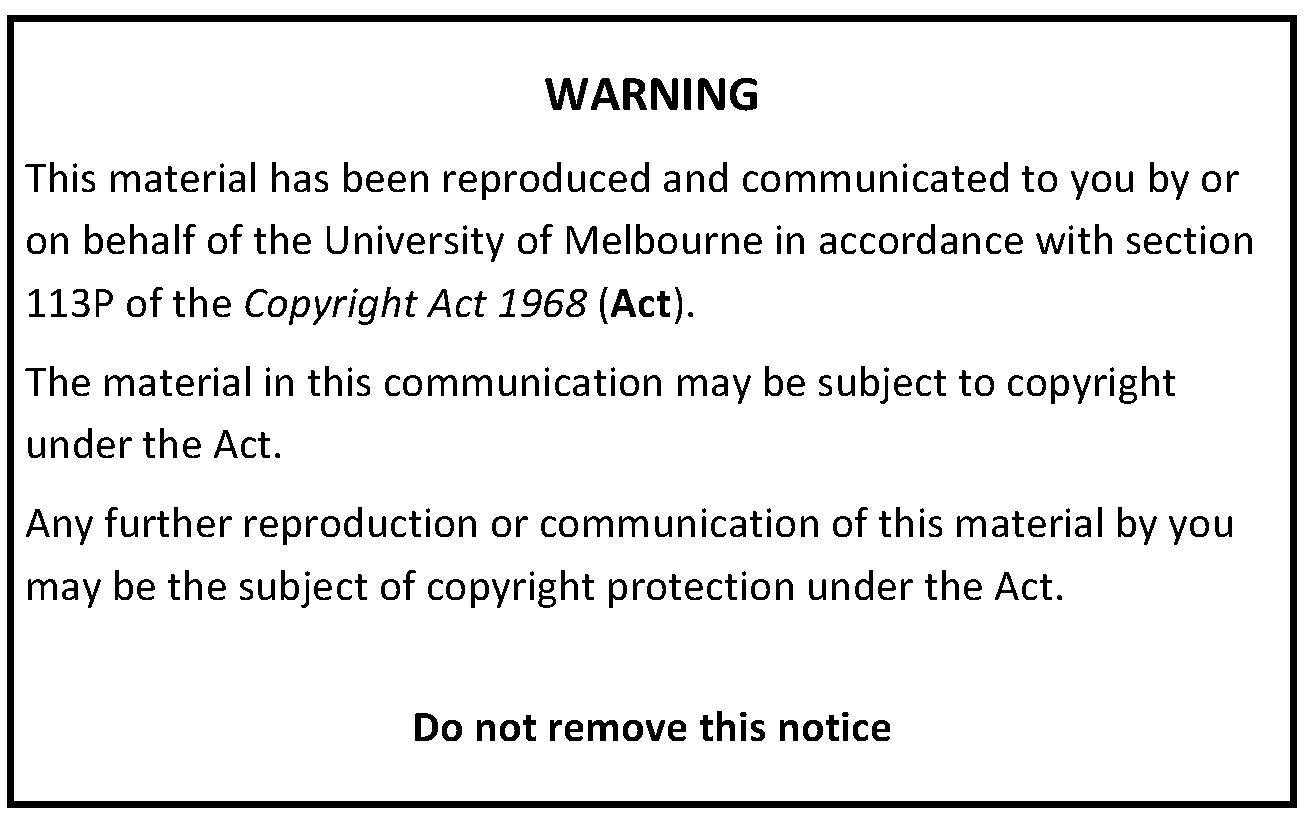 WARNING
This material has been reproduced and communicated to you by or
on behalf of the University of Melbourne in accordance with section
113P of the Copyright Act 1968 (Act).
The material in this communication may be subject to copyright
under the Act.
Any further reproduction or communication of this material by you
may be the subject of copyright protection under the Act.
Do not remove this notice